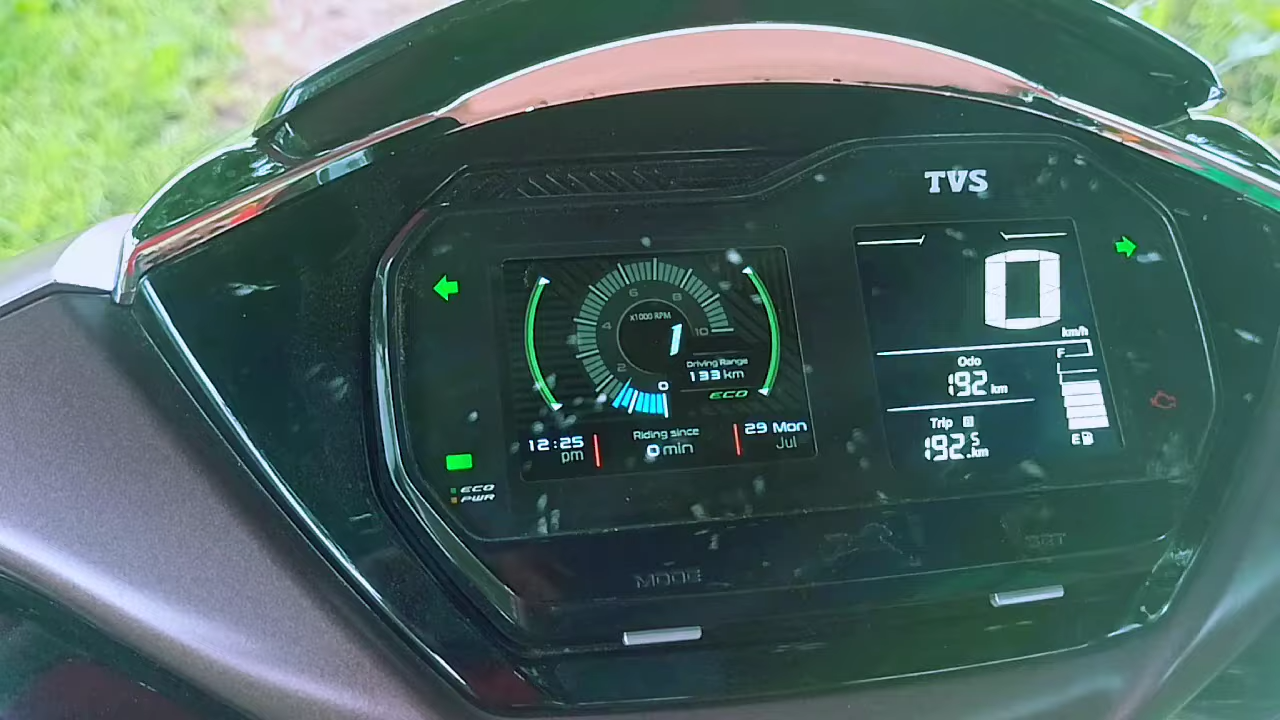 TVS
0
km/h
6
8
4
X1000 RPM
10
1
2
0
Driving Range
133 km
ECO
12:25
pm
Riding since
0 min
29 Mon
Jul
ECO
PWR
Odo
192 km
Trip
192.5 km
F
E
MODE
SET